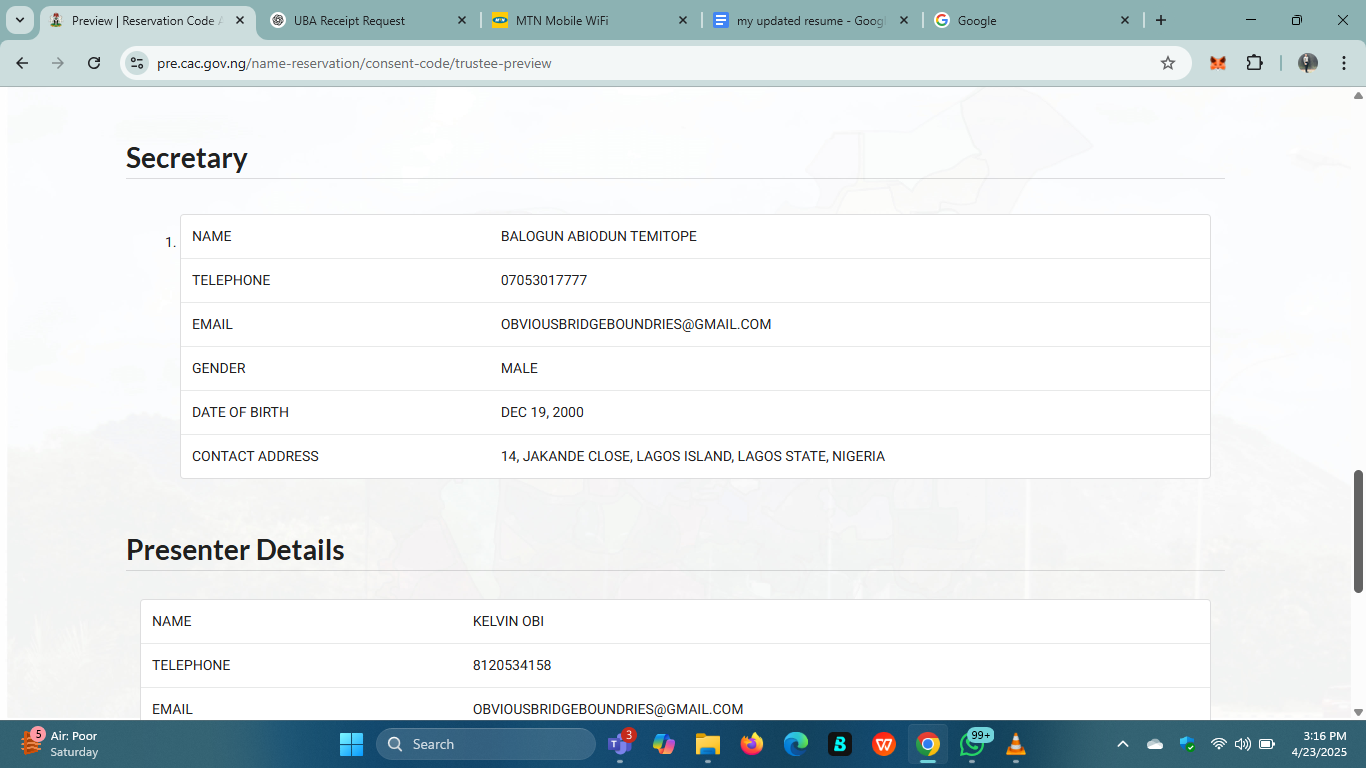 Preview | Reservation Code A
UBA Receipt Request
MTN Mobile WiFi
my updated resume - Googl
Google
pre.cac.gov.ng/name-reservation/consent-code/trustee-preview
Secretary
1.
NAME BALOGUN ABIODUN TEMITOPE
TELEPHONE 07053017777
EMAIL OBVIOUSBRIDGEBOUNDRIES@GMAIL.COM
GENDER MALE
DATE OF BIRTH DEC 19, 2000
CONTACT ADDRESS 14, JAKANDE CLOSE, LAGOS ISLAND, LAGOS STATE, NIGERIA
Presenter Details
NAME KELVIN OBI
TELEPHONE 8120534158
EMAIL OBVIOUSBRIDGEBOUNDRIES@GMAIL.COM
5
Air: Poor
Saturday
Search
3
99+
3:16 PM
4/23/2025